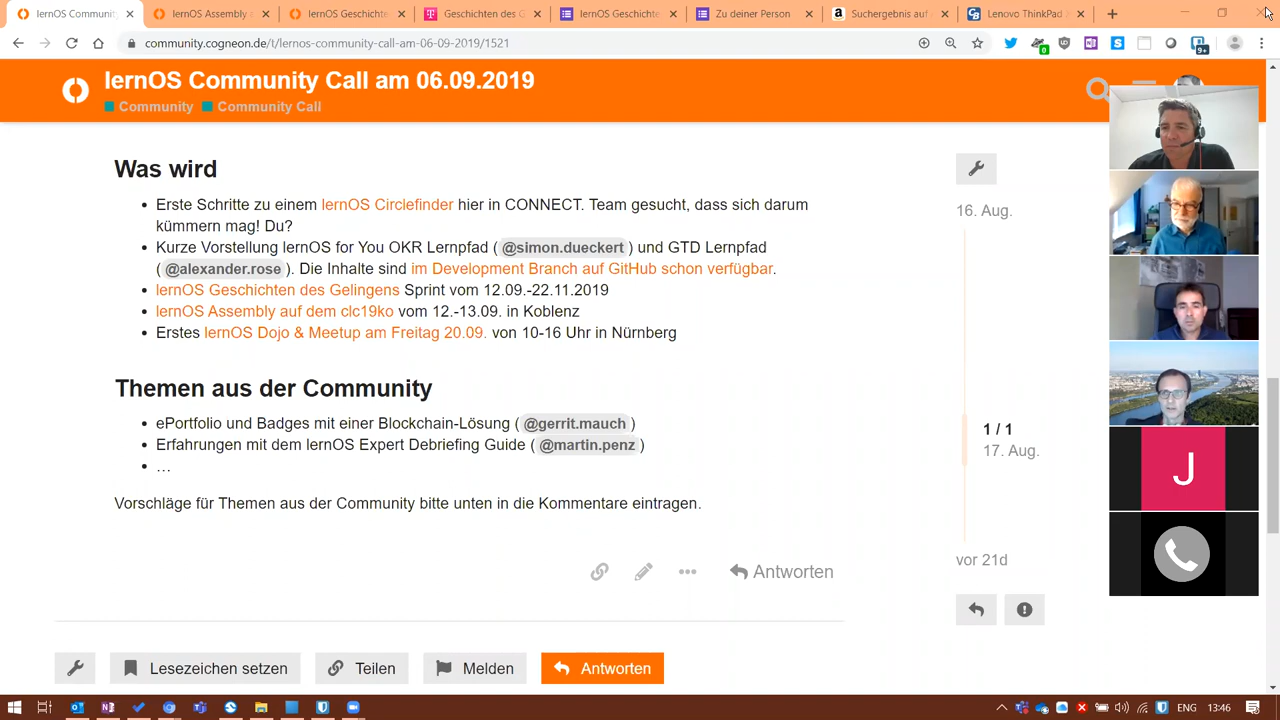 lernOS Communit
lernOS Assembly
lernOS Geschichte
Geschichten des G
lernOS Geschichte
Zu deiner Person
Suchergebnis auf
Lenovo ThinkPad
community.cogneon.de/t/lernos-community-call-am-06-09-2019/1521
0
9+
lernOS Community Call am 06.09.2019
Community Community Call
Was wird
Erste Schritte zu einem lernOS Circlefinder hier in CONNECT. Team gesucht, dass sich darum
kümmern mag! Du?
Kurze Vorstellung lernOS for You OKR Lernpfad ( @simon.dueckert ) und GTD Lernpfad
( @alexander.rose ). Die Inhalte sind im Development Branch auf GitHub schon verfügbar.
lernOS Geschichten des Gelingens Sprint vom 12.09.-22.11.2019
lernOS Assembly auf dem clc19ko vom 12.-13.09. in Koblenz
Erstes lernOS Dojo & Meetup am Freitag 20.09. von 10-16 Uhr in Nürnberg
Themen aus der Community
ePortfolio und Badges mit einer Blockchain-Lösung ( @gerrit.mauch )
Erfahrungen mit dem lernOS Expert Debriefing Guide ( @martin.penz )
…
Vorschläge für Themen aus der Community bitte unten in die Kommentare eintragen.
Antworten
16. Aug.
1 / 1
17. Aug.
vor 21d
J
Lesezeichen setzen
Teilen
Melden
Antworten
ENG
13:46